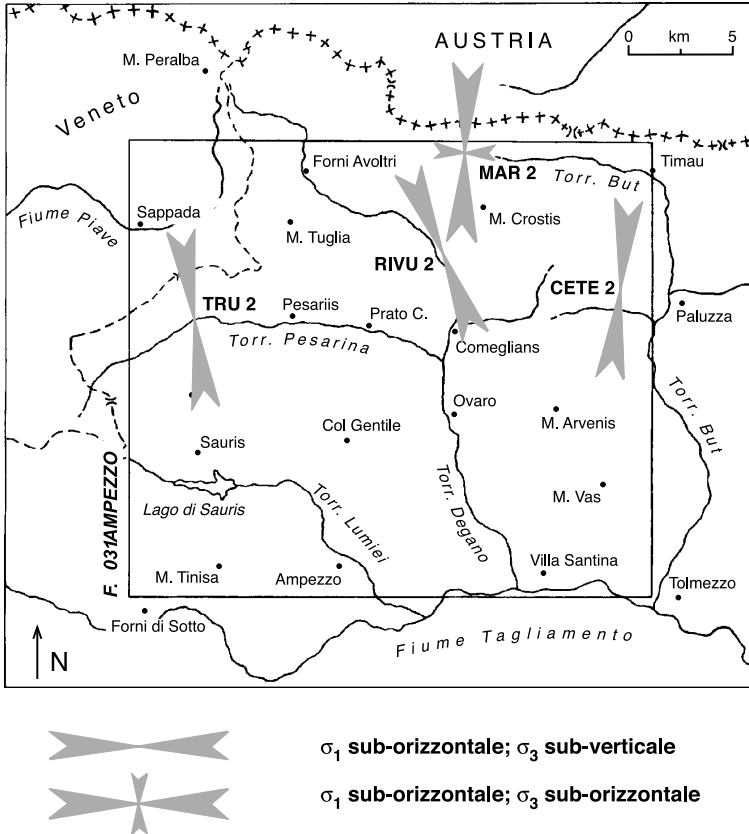 AUSTRIA
0 km 5
M. Peralba
Veneto
Forni Avoltri
MAR 2
Timau
Torr. But
Fiume Piave
Sappada
M. Tuglia
M. Crostis
RIVU 2
CETE 2
TRU 2
Pesariis
Prato C.
Paluzza
Torr. Pesarina
Comeglians
Ovaro
M. Arvenis
Torr. But
Col Gentile
Sauris
F. 031AMPEZZO
Lago di Sauris
Torr. Lumiei
Torr. Degano
M. Vas
M. Tinisa
Ampezzo
Villa Santina
Tolmezzo
Forni di Sotto
Fiume Tagliamento
N
σ1 sub-orizzontale; σ3 sub-verticale
σ1 sub-orizzontale; σ3 sub-orizzontale